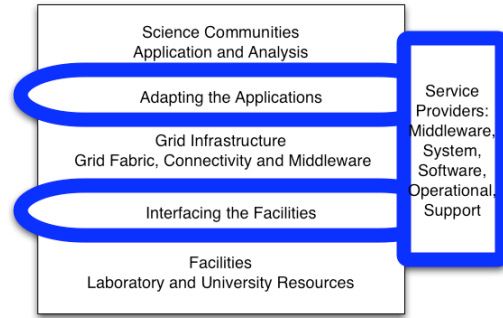 Science Communities
Application and Analysis
Adapting the Applications
Grid Infrastructure
Grid Fabric, Connectivity and Middleware
Interfacing the Facilities
Facilities
Laboratory and University Resources
Service
Providers:
Middleware,
System,
Software,
Operational,
Support